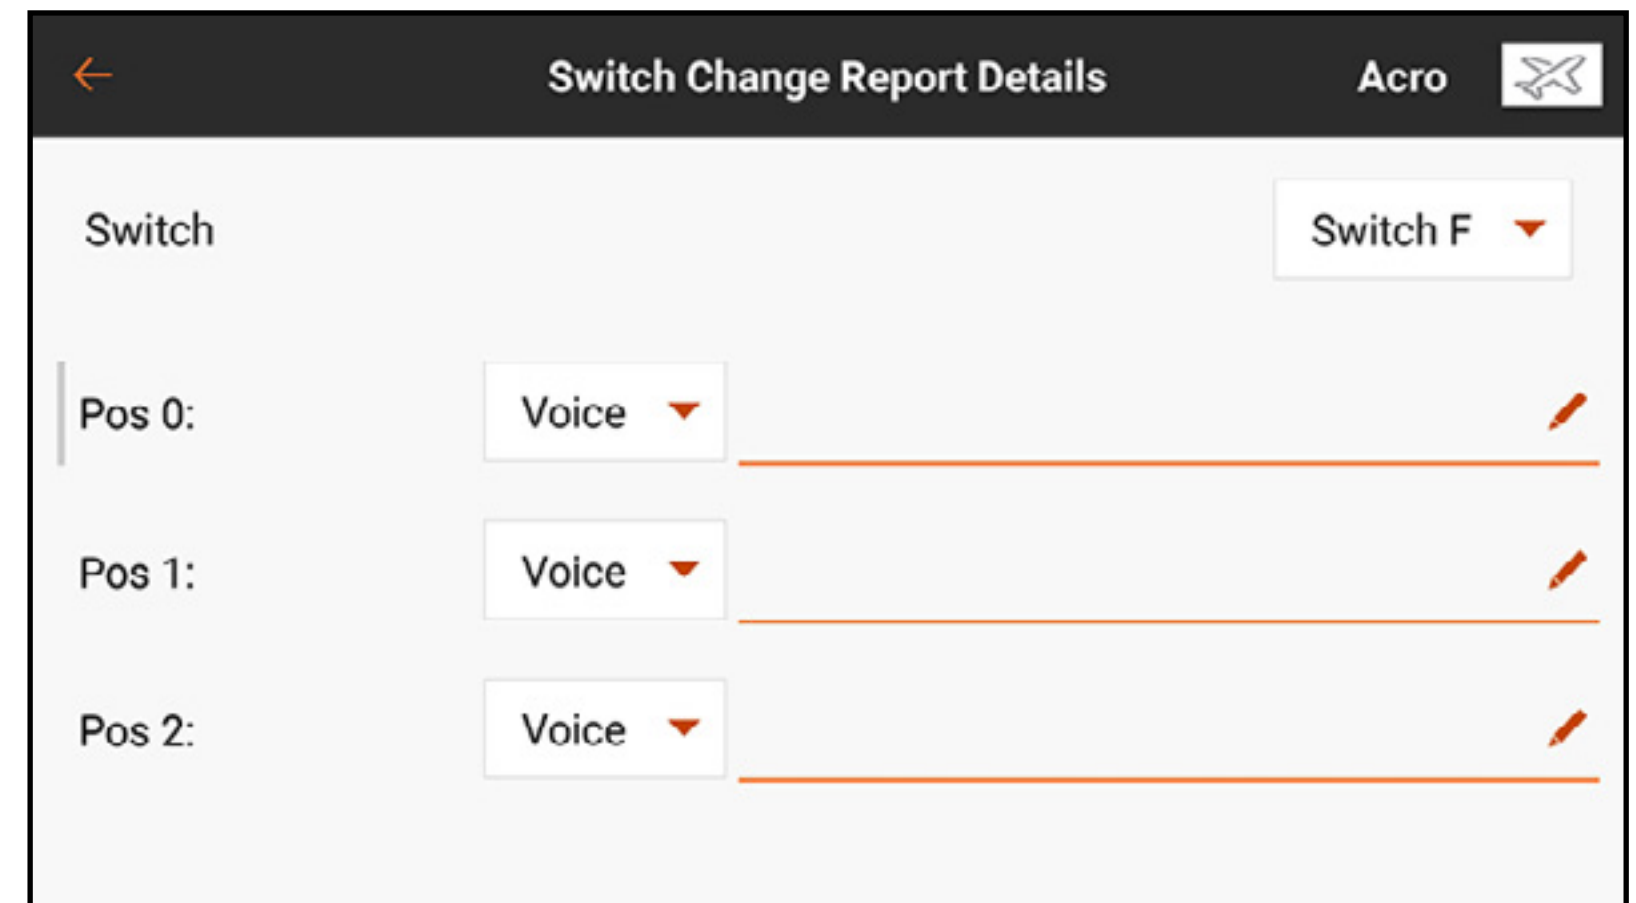 Switch Change Report Details Acro
Switch Switch F
Pos 0: Voice
Pos 1: Voice
Pos 2: Voice